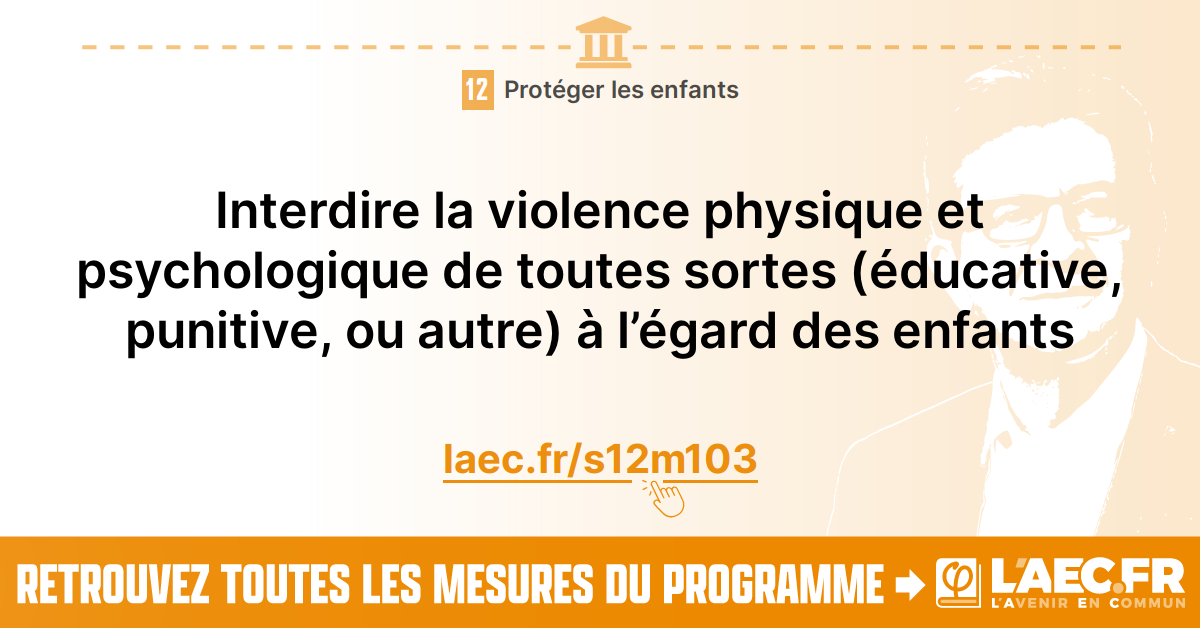 12 Protéger les enfants
Interdire la violence physique et
psychologique de toutes sortes (éducative,
punitive, ou autre) à l’égard des enfants
laec.fr/s12m103
RETROUVEZ TOUTES LES MESURES DU PROGRAMME
L'AEC.FR
L'AVENIR EN COMMUN